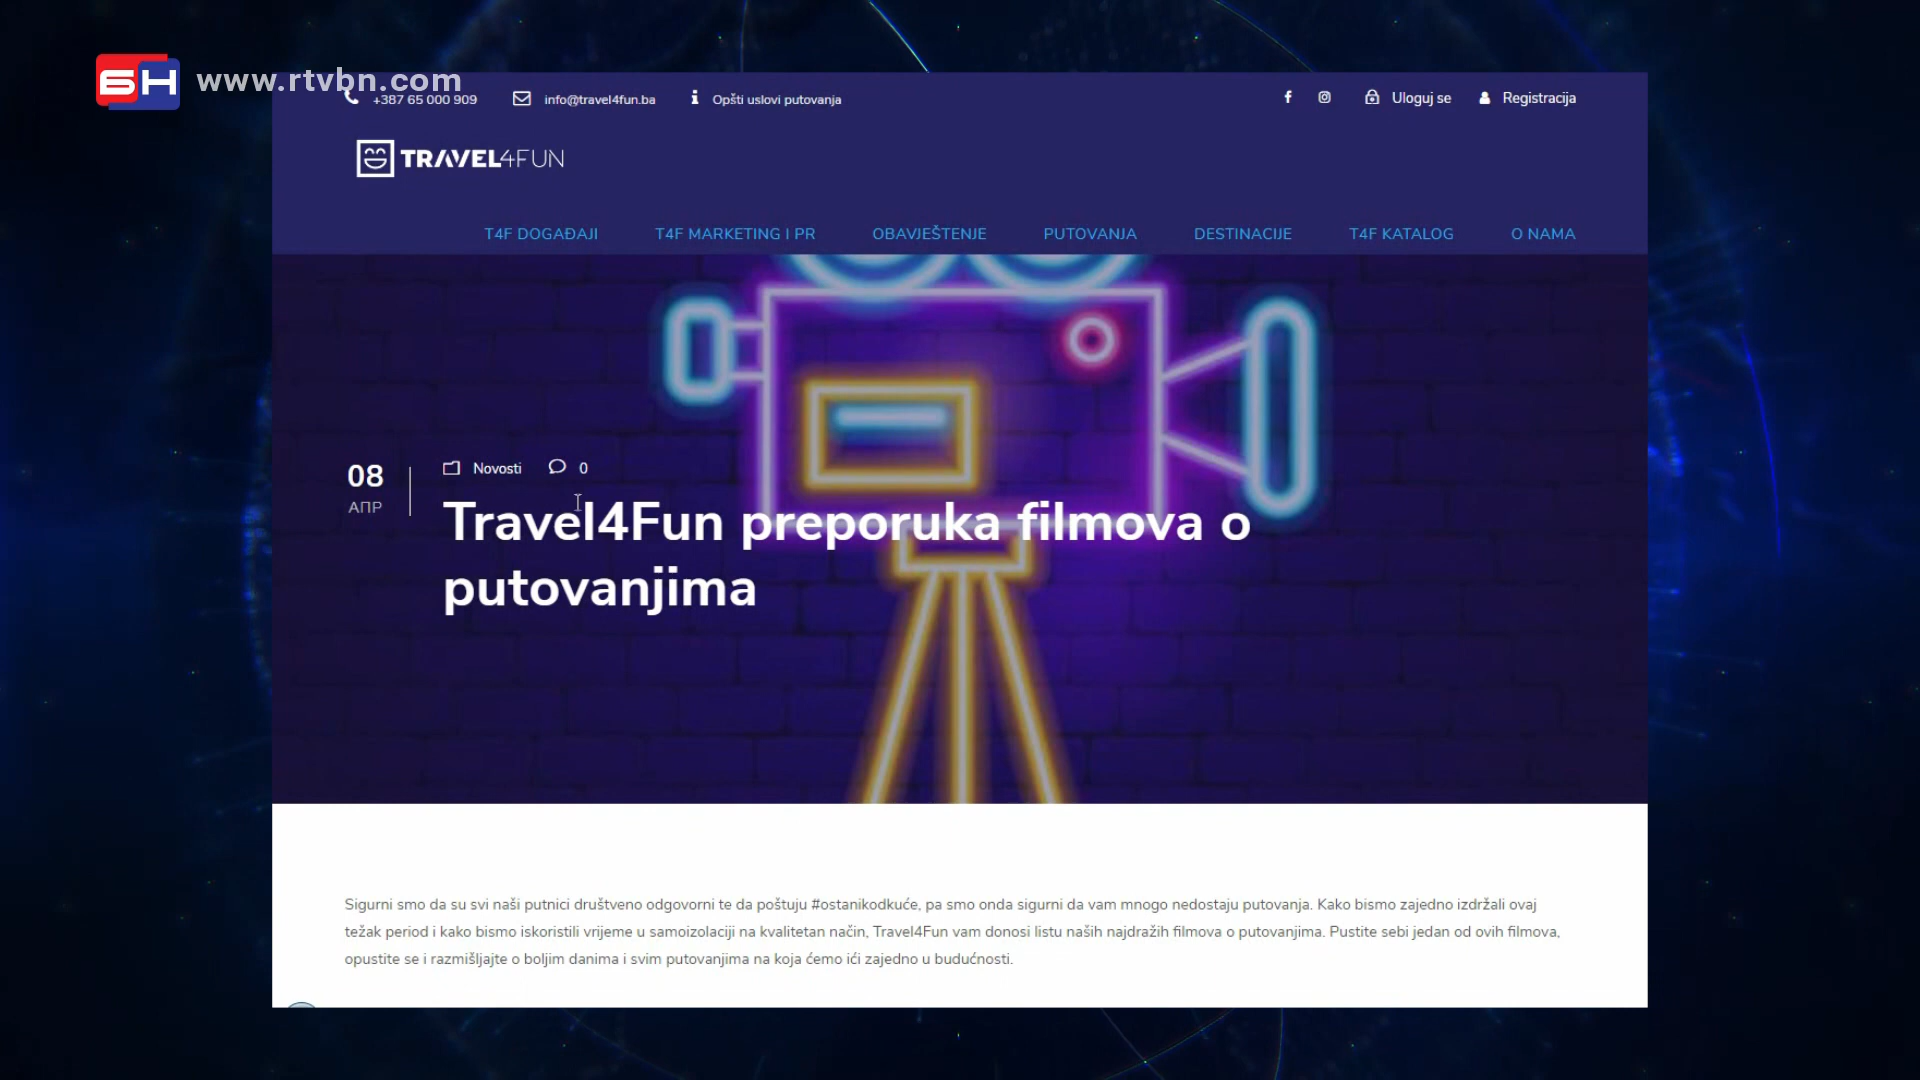 БН www.rtvbn.com
+387 65 000 909 info@travel4fun.ba Opšti uslovi putovanja Uloguj se Registracija
TRAVEL4FUN
T4F DOGAĐAJI T4F MARKETING I PR OBAVJEŠTENJE PUTOVANJA DESTINACIJE T4F KATALOG O NAMA
08
АПР
Novosti 0
Travel4Fun preporuka filmova o
putovanjima
Sigurni smo da su svi naši putnici društveno odgovorni te da poštuju #ostanikodkuće, pa smo onda sigurni da vam mnogo nedostaju putovanja. Kako bismo zajedno izdržali ovaj
težak period i kako bismo iskoristili vrijeme u samoizolaciji na kvalitetan način, Travel4Fun vam donosi listu naših najdražih filmova o putovanjima. Pustite sebi jedan od ovih filmova,
opustite se i razmišljajte o boljim danima i svim putovanjima na koja ćemo ići zajedno u budućnosti.